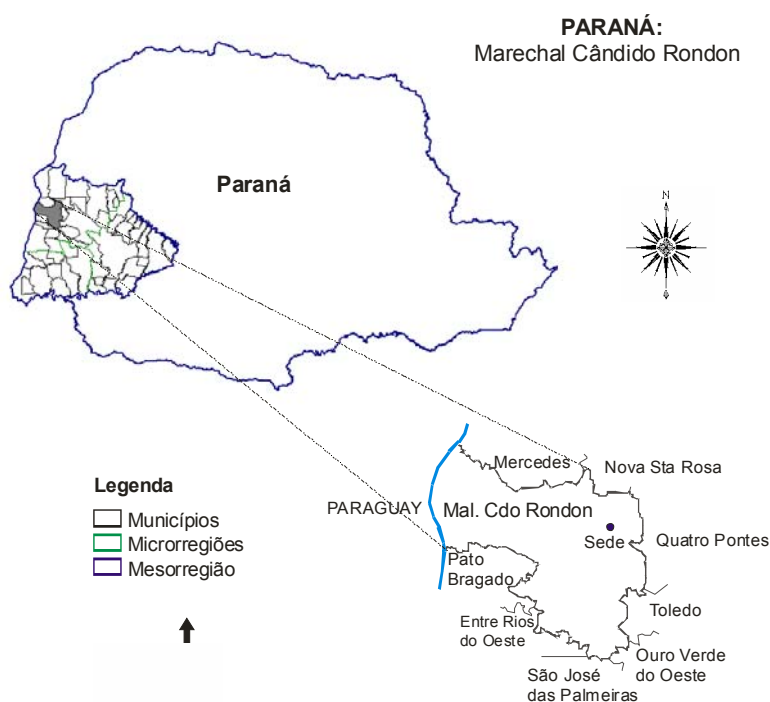 PARANÁ:
Marechal Cândido Rondon
Paraná
N
Mercedes
Nova Sta Rosa
Legenda
PARAGUAY
Mal. Cdo Rondon
Municípios
Microrregiões
Mesorregião
Sede
Quatro Pontes
Pato
Bragado
Toledo
Entre Rios
do Oeste
Ouro Verde
do Oeste
São José
das Palmeiras